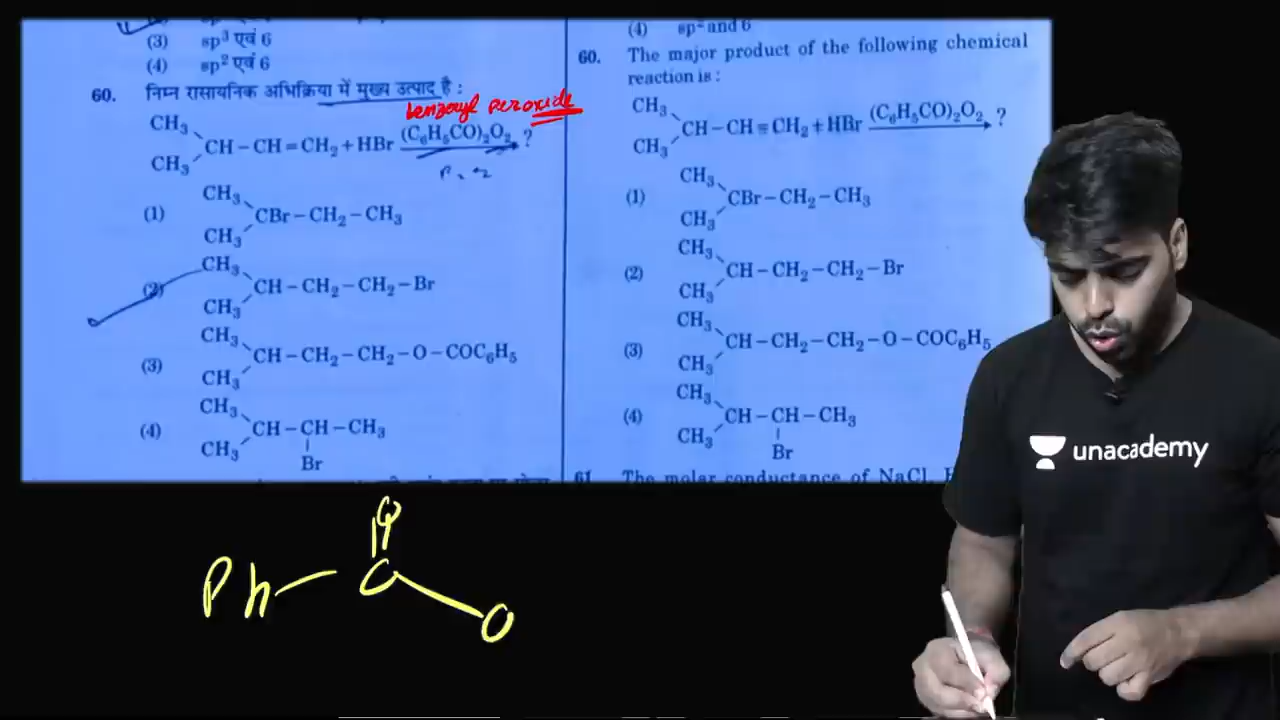 (3) sp³ एवं 6
(4) sp² एवं 6
60. निम्न रासायनिक अभिक्रिया में मुख्य उत्पाद है :
benzoyl peroxide
CH₃
CH₃
CH–CH=CH₂+HBr (C₆H₅CO)₂O₂ ?
(1) CH₃
CH₃
CBr–CH₂–CH₃
(2) CH₃
CH₃
CH–CH₂–CH₂–Br
(3) CH₃
CH₃
CH–CH₂–CH₂–O–COC₆H₅
(4) CH₃
CH₃
CH–CH–CH₃
Br
(4) sp² and 6
60. The major product of the following chemical
reaction is :
CH₃
CH₃
CH–CH≡CH₂+HBr (C₆H₅CO)₂O₂ ?
(1) CH₃
CH₃
CBr–CH₂–CH₃
(2) CH₃
CH₃
CH–CH₂–CH₂–Br
(3) CH₃
CH₃
CH–CH₂–CH₂–O–COC₆H₅
(4) CH₃
CH₃
CH–CH–CH₃
Br
61. The molar conductance of NaCl,
Ph–C–O
O
unacademy